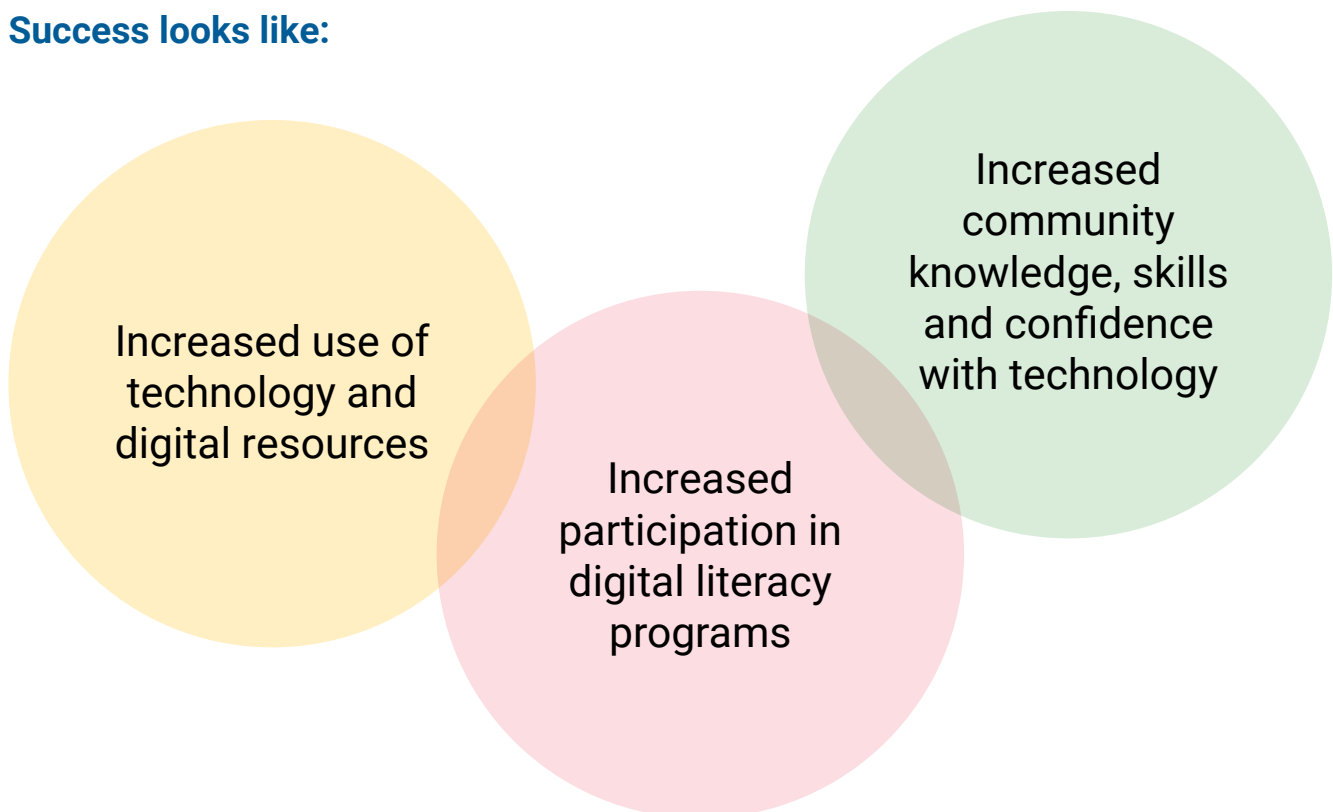 Success looks like:
Increased use of
technology and
digital resources
Increased
participation in
digital literacy
programs
Increased
community
knowledge, skills
and confidence
with technology